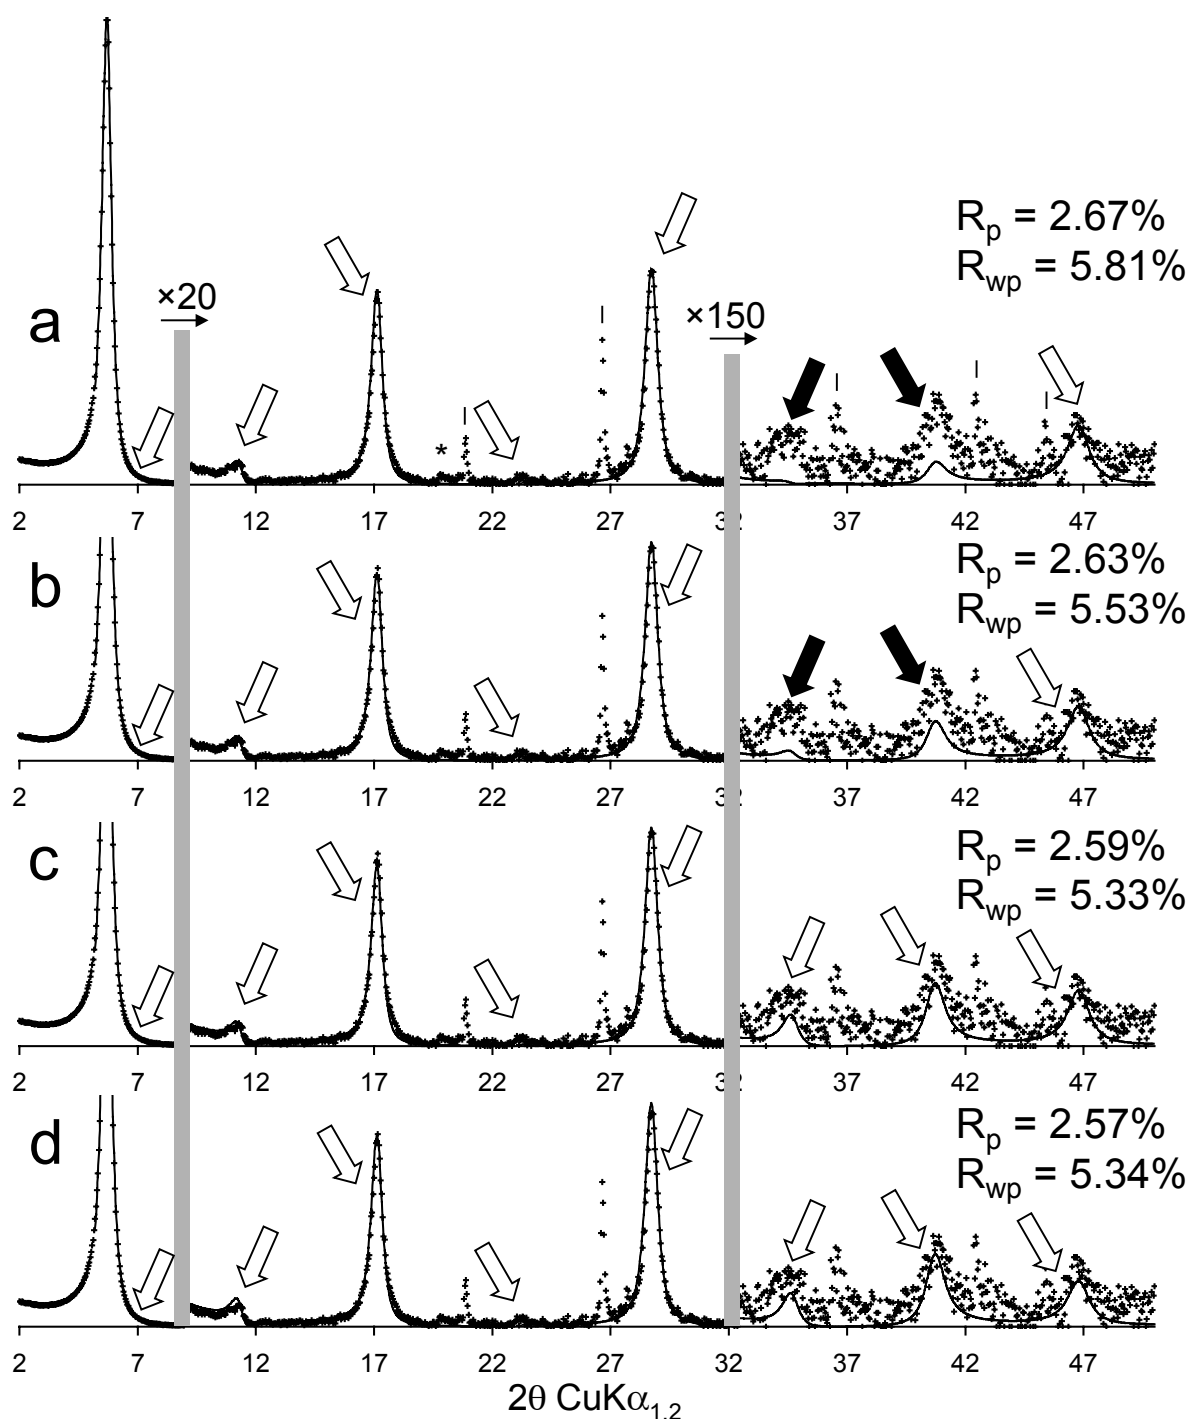 R_p = 2.67%
R_wp = 5.81%
×20
×150
a
*
2 7 12 17 22 27 32 37 42 47
b
R_p = 2.63%
R_wp = 5.53%
2 7 12 17 22 27 32 37 42 47
c
R_p = 2.59%
R_wp = 5.33%
2 7 12 17 22 27 32 37 42 47
d
R_p = 2.57%
R_wp = 5.34%
2 7 12 17 22 27 32 37 42 47
2θ CuKα_1,2